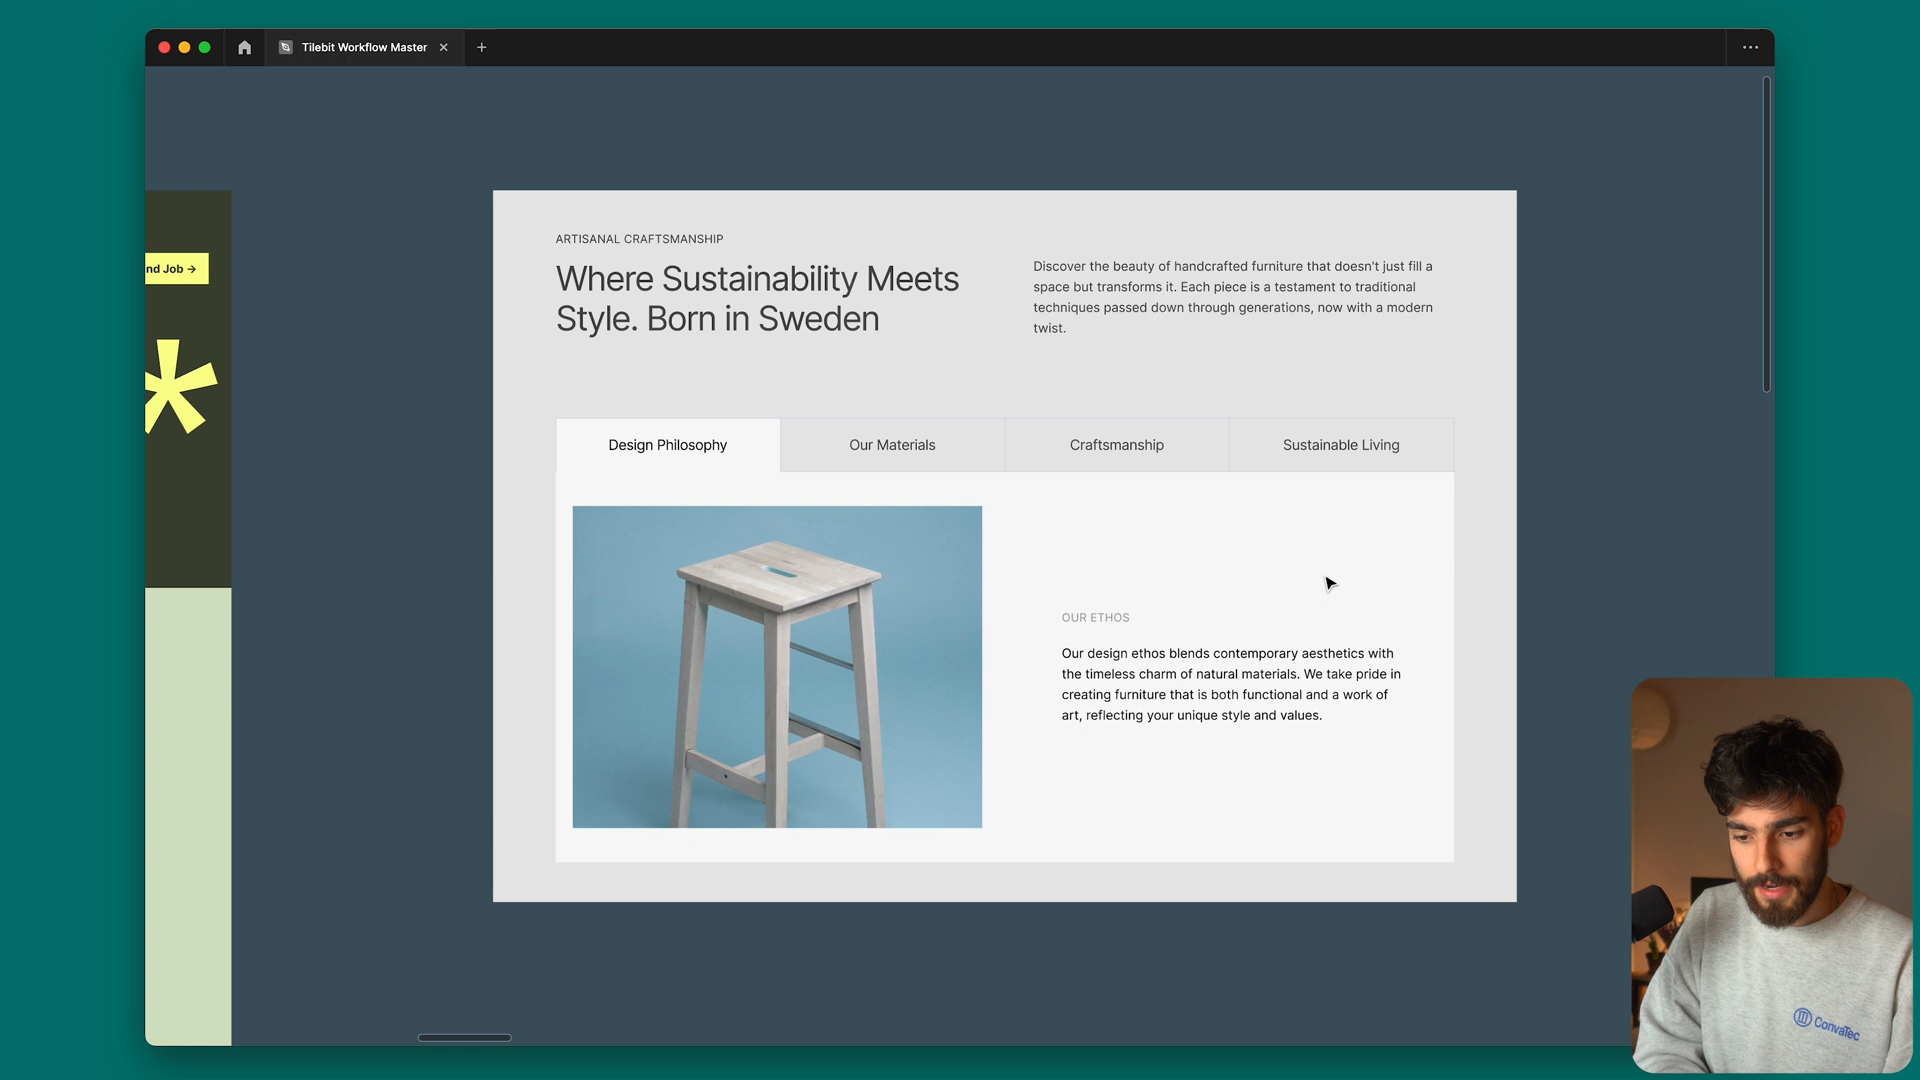 Tilebit Workflow Master
nd Job →
ARTISANAL CRAFTSMANSHIP
Where Sustainability Meets
Style. Born in Sweden
Discover the beauty of handcrafted furniture that doesn't just fill a
space but transforms it. Each piece is a testament to traditional
techniques passed down through generations, now with a modern
twist.
Design Philosophy
Our Materials
Craftsmanship
Sustainable Living
OUR ETHOS
Our design ethos blends contemporary aesthetics with
the timeless charm of natural materials. We take pride in
creating furniture that is both functional and a work of
art, reflecting your unique style and values.
ConvaTec